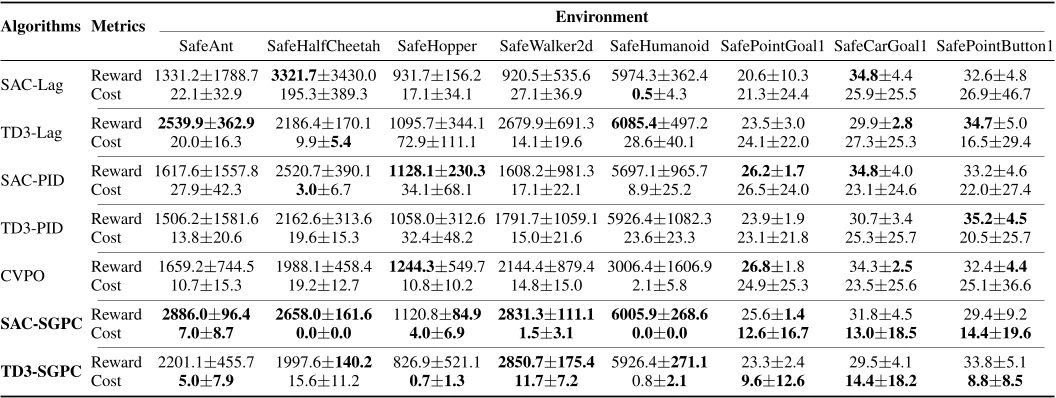 Algorithms Metrics Environment
SafeAnt SafeHalfCheetah SafeHopper SafeWalker2d SafeHumanoid SafePointGoal1 SafeCarGoal1 SafePointButton1
SAC-Lag
Reward 1331.2±1788.7 3321.7±3430.0 931.7±156.2 920.5±535.6 5974.3±362.4 20.6±10.3 34.8±4.4 32.6±4.8
Cost 22.1±32.9 195.3±389.3 17.1±34.1 27.1±36.9 0.5±4.3 21.3±24.4 25.9±25.5 26.9±46.7
TD3-Lag
Reward 2539.9±362.9 2186.4±170.1 1095.7±344.1 2679.9±691.3 6085.4±497.2 23.5±3.0 29.9±2.8 34.7±5.0
Cost 20.0±16.3 9.9±5.4 72.9±111.1 14.1±19.6 28.6±40.1 24.1±22.0 27.3±25.3 16.5±29.4
SAC-PID
Reward 1617.6±1557.8 2520.7±390.1 1128.1±230.3 1608.2±981.3 5697.1±965.7 26.2±1.7 34.8±4.0 33.2±4.6
Cost 27.9±42.3 3.0±6.7 34.1±68.1 17.1±22.1 8.9±25.2 26.5±24.0 23.1±24.6 22.0±27.4
TD3-PID
Reward 1506.2±1581.6 2162.6±313.6 1058.0±312.6 1791.7±1059.1 5926.4±1082.3 23.9±1.9 30.7±3.4 35.2±4.5
Cost 13.8±20.6 19.6±15.3 32.4±48.2 15.0±21.6 23.6±23.3 23.1±21.8 25.3±25.7 20.5±25.7
CVPO
Reward 1659.2±744.5 1988.1±458.4 1244.3±549.7 2144.4±879.4 3006.4±1606.9 26.8±1.8 34.3±2.5 32.4±4.4
Cost 10.7±15.3 19.2±12.7 10.8±10.2 14.8±15.0 2.1±5.8 24.9±25.3 23.5±25.6 25.1±36.6
SAC-SGPC
Reward 2886.0±96.4 2658.0±161.6 1120.8±84.9 2831.3±111.1 6005.9±268.6 25.6±1.4 31.8±4.5 29.4±9.2
Cost 7.0±8.7 0.0±0.0 4.0±6.9 1.5±3.1 0.0±0.0 12.6±16.7 13.0±18.5 14.4±19.6
TD3-SGPC
Reward 2201.1±455.7 1997.6±140.2 826.9±521.1 2850.7±175.4 5926.4±271.1 23.3±2.4 29.5±4.1 33.8±5.1
Cost 5.0±7.9 15.6±11.2 0.7±1.3 11.7±7.2 0.8±2.1 9.6±12.6 14.4±18.2 8.8±8.5